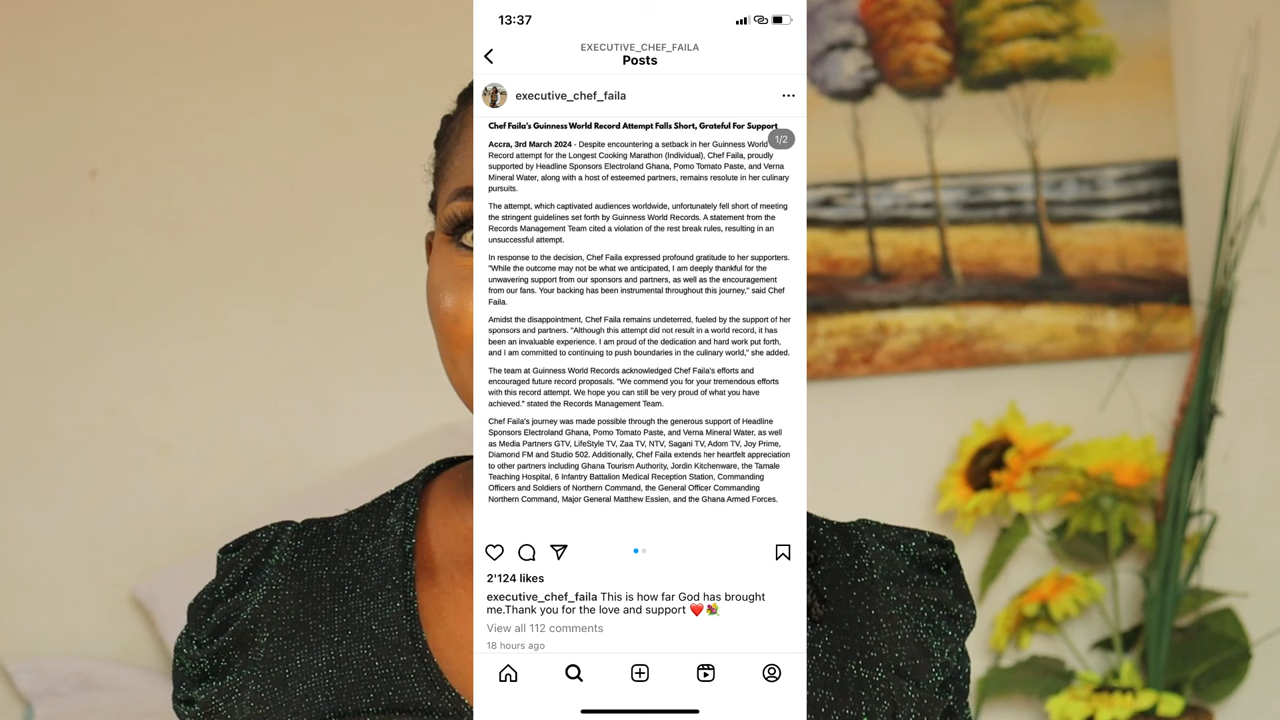 13:37
EXECUTIVE_CHEF_FAILA
Posts
executive_chef_faila
Chef Faila's Guinness World Record Attempt Falls Short, Grateful For Support
1/2
Accra, 3rd March 2024 - Despite encountering a setback in her Guinness World
Record attempt for the Longest Cooking Marathon (Individual), Chef Faila, proudly
supported by Headline Sponsors Electroland Ghana, Pomo Tomato Paste, and Verna
Mineral Water, along with a host of esteemed partners, remains resolute in her culinary
pursuits.
The attempt, which captivated audiences worldwide, unfortunately fell short of meeting
the stringent guidelines set forth by Guinness World Records. A statement from the
Records Management Team cited a violation of the rest break rules, resulting in an
unsuccessful attempt.
In response to the decision, Chef Faila expressed profound gratitude to her supporters.
"While the outcome may not be what we anticipated, I am deeply thankful for the
unwavering support from our sponsors and partners, as well as the encouragement
from our fans. Your backing has been instrumental throughout this journey," said Chef
Faila.
Amidst the disappointment, Chef Faila remains undeterred, fueled by the support of her
sponsors and partners. "Although this attempt did not result in a world record, it has
been an invaluable experience. I am proud of the dedication and hard work put forth,
and I am committed to continuing to push boundaries in the culinary world," she added.
The team at Guinness World Records acknowledged Chef Faila's efforts and
encouraged future record proposals. "We commend you for your tremendous efforts
with this record attempt. We hope you can still be very proud of what you have
achieved." stated the Records Management Team.
Chef Faila's journey was made possible through the generous support of Headline
Sponsors Electroland Ghana, Pomo Tomato Paste, and Verna Mineral Water, as well
as Media Partners GTV, LifeStyle TV, Zaa TV, NTV, Sagani TV, Adom TV, Joy Prime,
Diamond FM and Studio 502. Additionally, Chef Faila extends her heartfelt appreciation
to other partners including Ghana Tourism Authority, Jordin Kitchenware, the Tamale
Teaching Hospital, 6 Infantry Battalion Medical Reception Station, Commanding
Officers and Soldiers of Northern Command, the General Officer Commanding
Northern Command, Major General Matthew Essien, and the Ghana Armed Forces.
2'124 likes
executive_chef_faila This is how far God has brought
me.Thank you for the love and support ❤️💐
View all 112 comments
18 hours ago